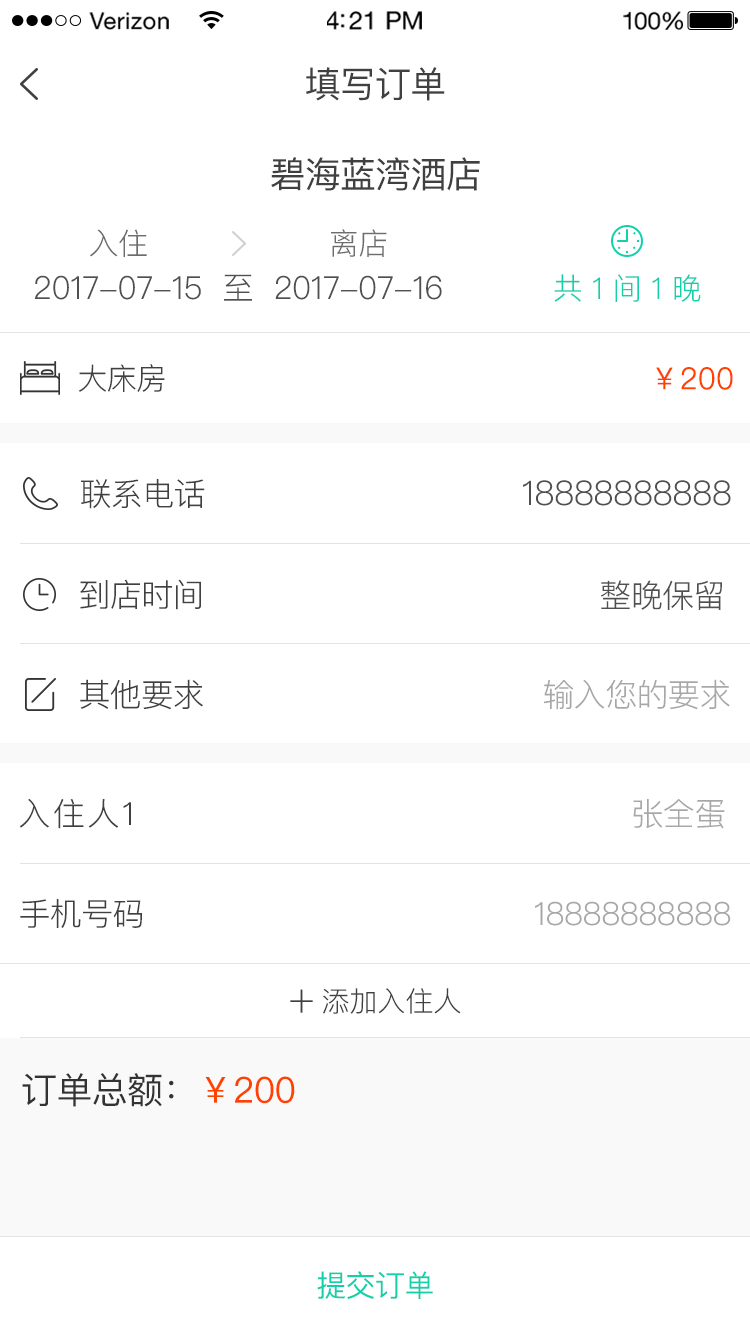 Verizon 4:21 PM 100%
填写订单
碧海蓝湾酒店
入住 离店
2017-07-15 至 2017-07-16 共 1 间 1 晚
大床房 ￥200
联系电话 18888888888
到店时间 整晚保留
其他要求 输入您的要求
入住人1 张全蛋
手机号码 18888888888
+ 添加入住人
订单总额： ￥200
提交订单